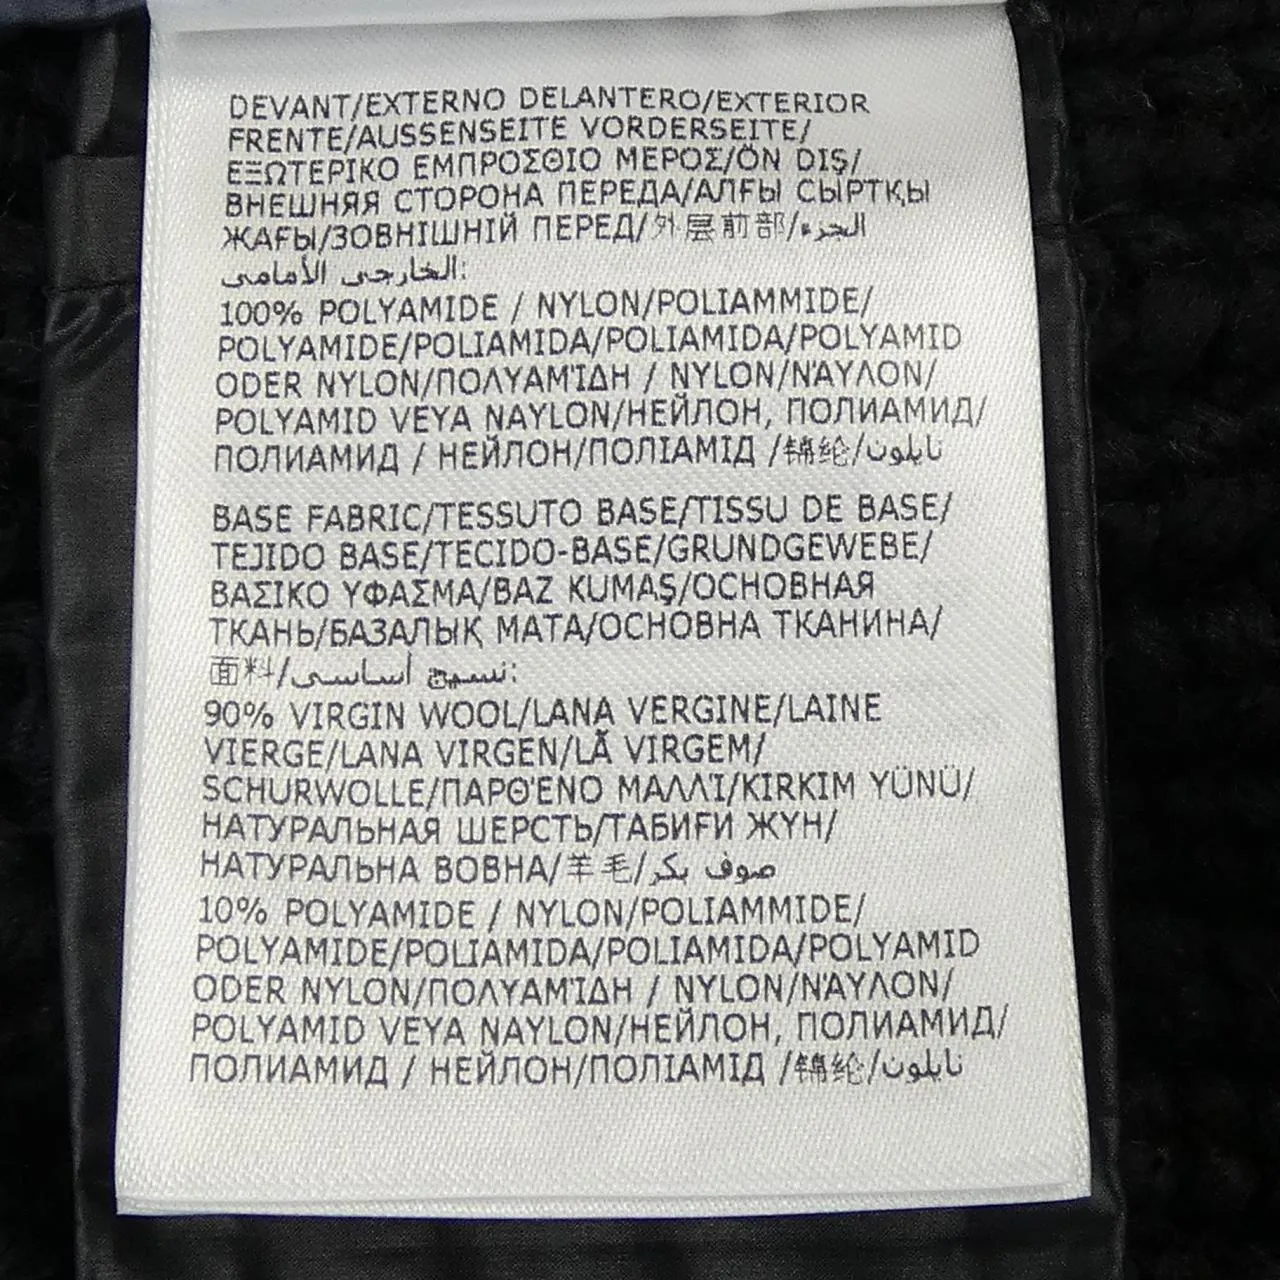 DEVANT/EXTERNO DELANTERO/EXTERIOR
FRENTE/AUSSENSEITE VORDERSEITE/
ΕΞΩΤΕΡΙΚΟ ΕΜΠΡΟΣΘΙΟ ΜΕΡΟΣ/ÖN DIŞ/
ВНЕШНЯЯ СТОРОНА ПЕРЕДА/АЛҒЫ СЫРТҚЫ
ЖАҒЫ/ЗОВНІШНІЙ ПЕРЕД/外层前部/الجزء
الخارجى الأمامى:
100% POLYAMIDE / NYLON/POLIAMMIDE/
POLYAMIDE/POLIAMIDA/POLIAMIDA/POLYAMID
ODER NYLON/ΠΟΛΥΑΜΊΔΗ / NYLON/ΝΆΥΛΟΝ/
POLYAMID VEYA NAYLON/НЕЙЛОН, ПОЛИАМИД/
ПОЛИАМИД / НЕЙЛОН/ПОЛІАМІД /锦纶/نايلون
BASE FABRIC/TESSUTO BASE/TISSU DE BASE/
TEJIDO BASE/TECIDO-BASE/GRUNDGEWEBE/
ΒΑΣΙΚΟ ΥΦΑΣΜΑ/BAZ KUMAŞ/ОСНОВНАЯ
ТКАНЬ/БАЗАЛЫҚ МАТА/ОСНОВНА ТКАНИНА/
面料/نسيج أساسى:
90% VIRGIN WOOL/LANA VERGINE/LAINE
VIERGE/LANA VIRGEN/LÃ VIRGEM/
SCHURWOLLE/ΠΑΡΘΈΝΟ ΜΑΛΛΊ/KIRKIM YÜNÜ/
НАТУРАЛЬНАЯ ШЕРСТЬ/ТАБИҒИ ЖҮН/
НАТУРАЛЬНА ВОВНА/羊毛/صوف بكر
10% POLYAMIDE / NYLON/POLIAMMIDE/
POLYAMIDE/POLIAMIDA/POLIAMIDA/POLYAMID
ODER NYLON/ΠΟΛΥΑΜΊΔΗ / NYLON/ΝΆΥΛΟΝ/
POLYAMID VEYA NAYLON/НЕЙЛОН, ПОЛИАМИД/
ПОЛИАМИД / НЕЙЛОН/ПОЛІАМІД /锦纶/نايلون